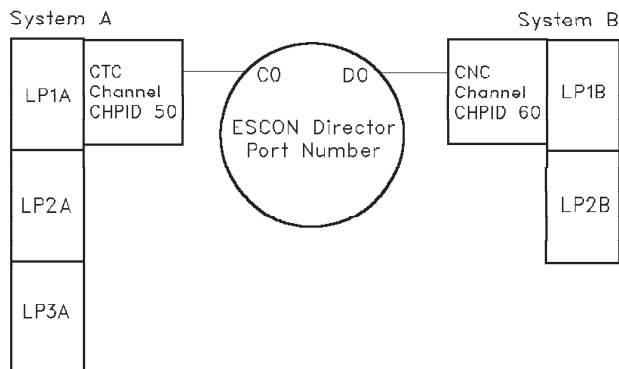 System A
System B
LP1A
CTC
Channel
CHPID 50
C0
D0
ESCON Director
Port Number
CNC
Channel
CHPID 60
LP1B
LP2A
LP2B
LP3A